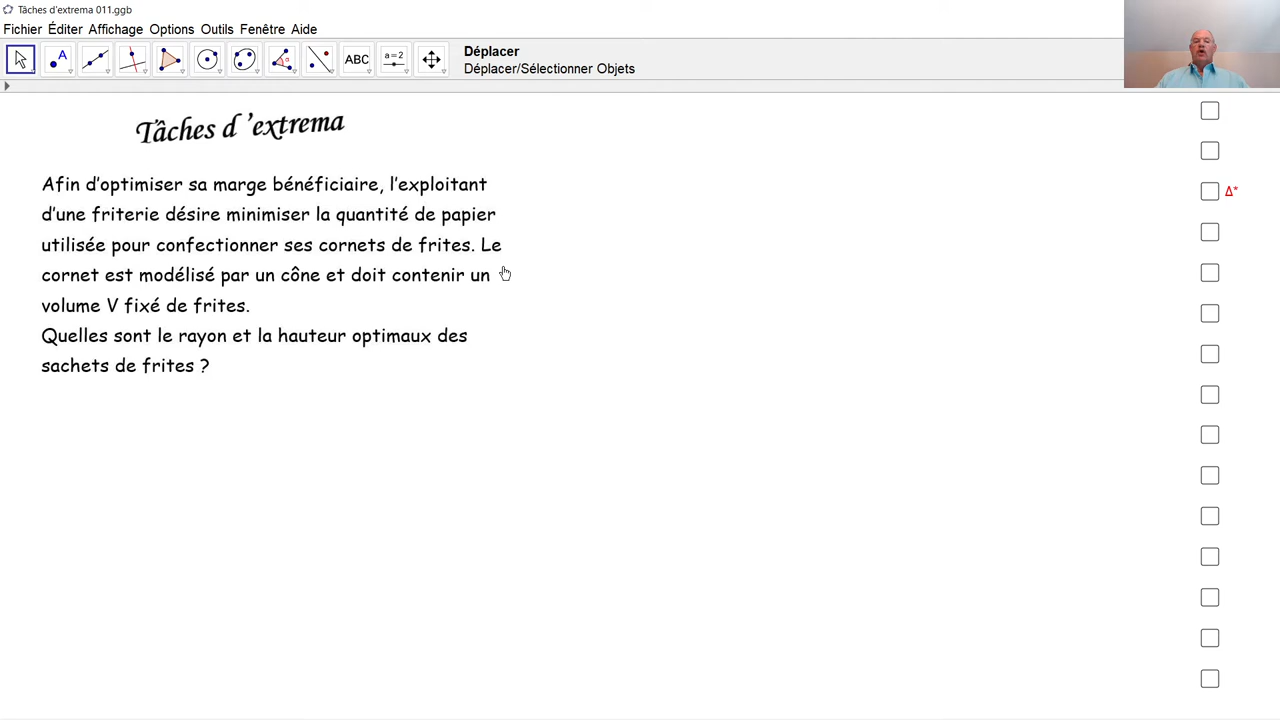 Tâches d'extrema 011.ggb
Fichier Éditer Affichage Options Outils Fenêtre Aide
A
ABC
a=2
Déplacer
Déplacer/Sélectionner Objets
Tâches d'extrema
Afin d'optimiser sa marge bénéficiaire, l'exploitant
d'une friterie désire minimiser la quantité de papier
utilisée pour confectionner ses cornets de frites. Le
cornet est modélisé par un cône et doit contenir un
volume V fixé de frites.
Quelles sont le rayon et la hauteur optimaux des
sachets de frites ?
Δ*